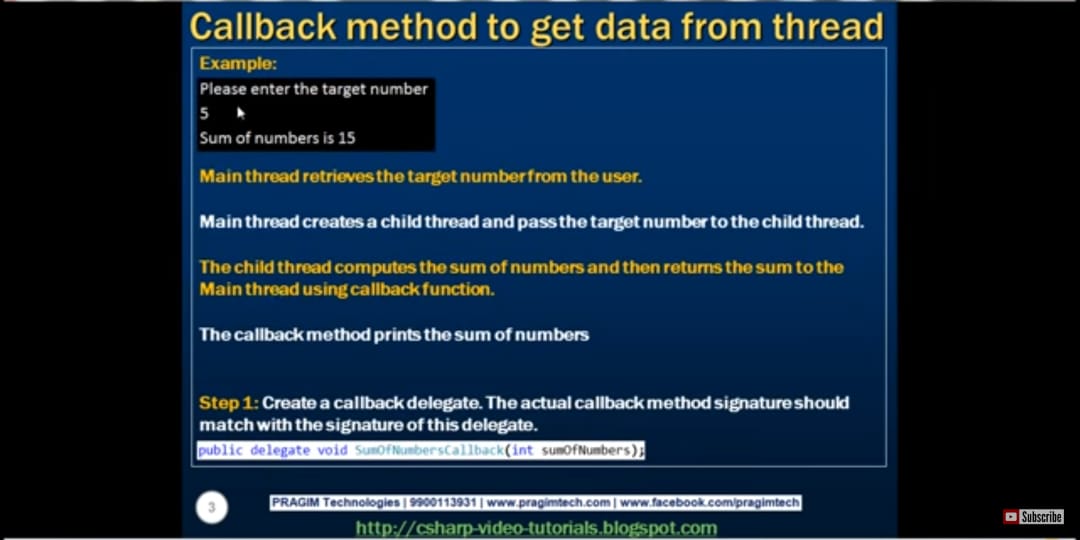 Callback method to get data from thread
Example:
Please enter the target number
5
Sum of numbers is 15
Main thread retrieves the target number from the user.
Main thread creates a child thread and pass the target number to the child thread.
The child thread computes the sum of numbers and then returns the sum to the
Main thread using callback function.
The callback method prints the sum of numbers
Step 1: Create a callback delegate. The actual callback method signature should
match with the signature of this delegate.
public delegate void SumOfNumbersCallback(int sumOfNumbers);
3
PRAGIM Technologies | 9900113931 | www.pragimtech.com | www.facebook.com/pragimtech
http://csharp-video-tutorials.blogspot.com
Subscribe